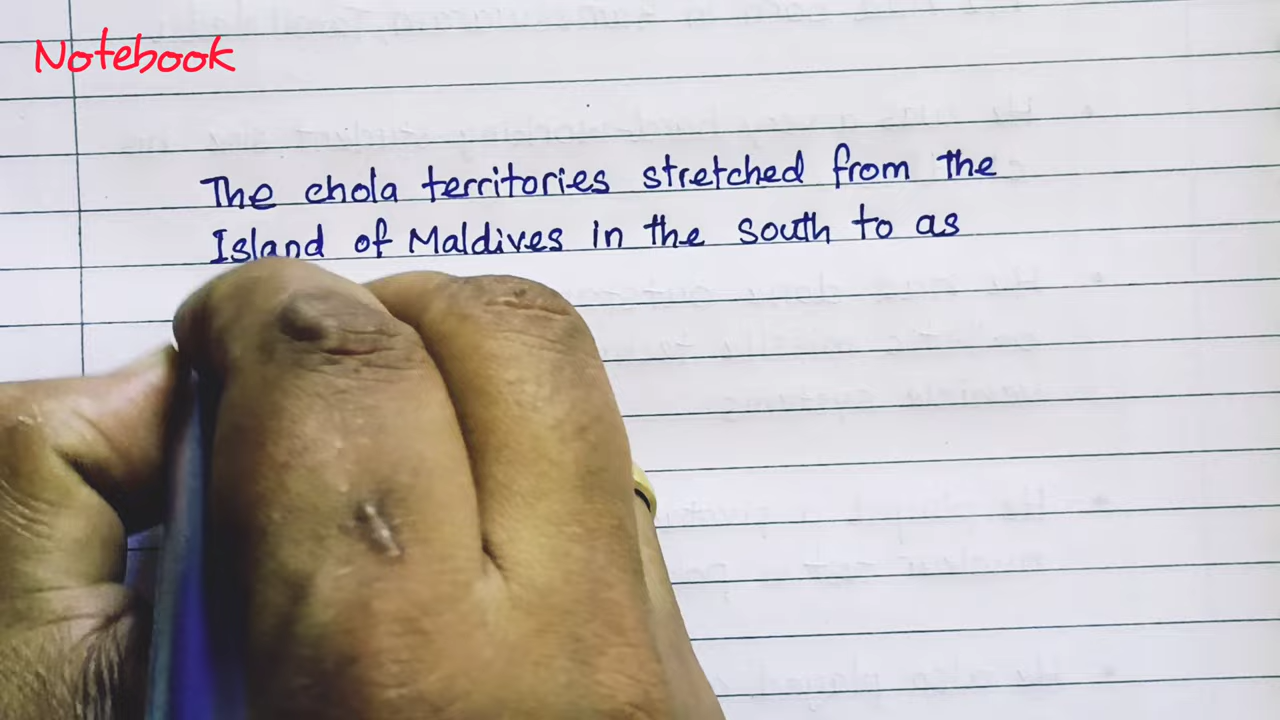 Notebook
The chola territories stretched from the
Island of Maldives in the south to as